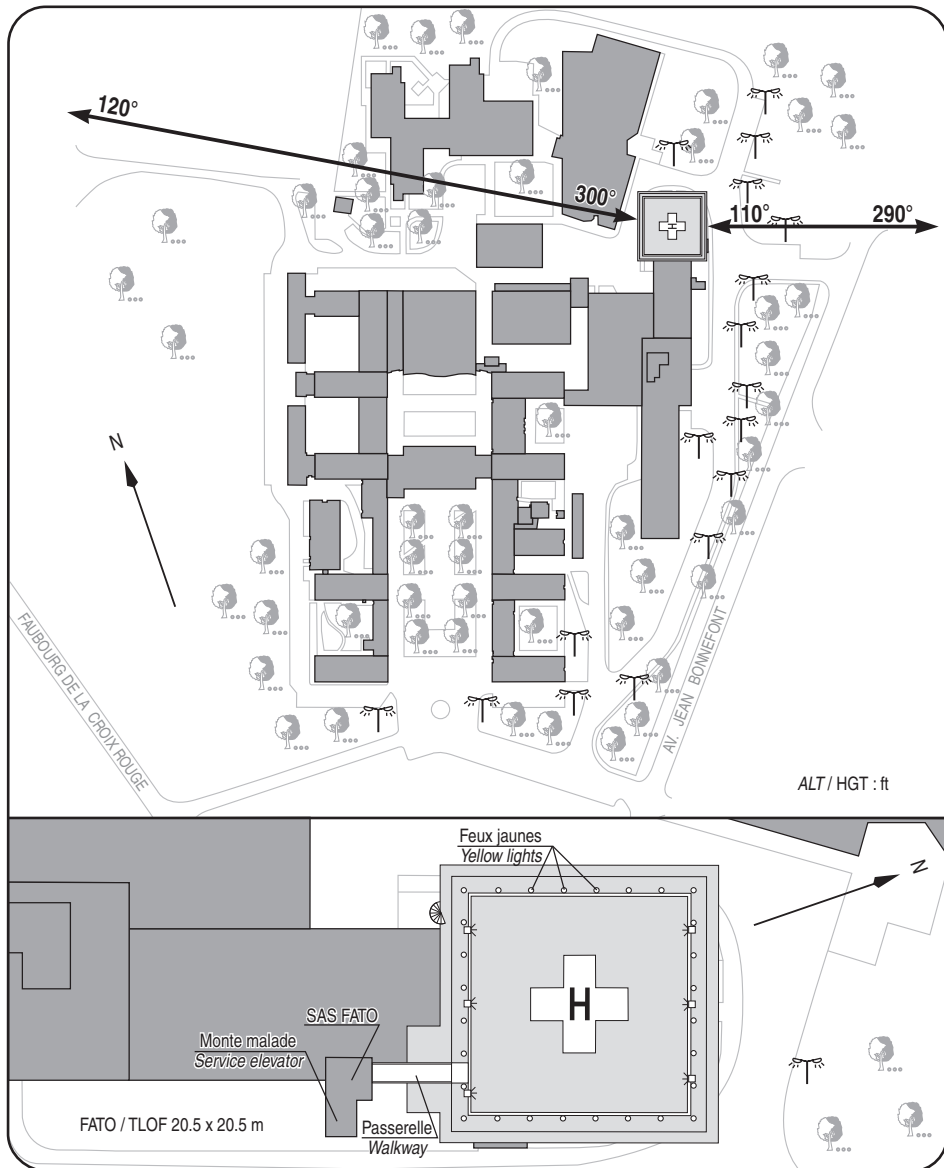 120°
300°
110°
290°
H
N
FAUBOURG DE LA CROIX ROUGE
AV. JEAN BONNEFONT
ALT / HGT : ft
Feux jaunes
Yellow lights
N
H
SAS FATO
Monte malade
Service elevator
Passerelle
Walkway
FATO / TLOF 20.5 x 20.5 m